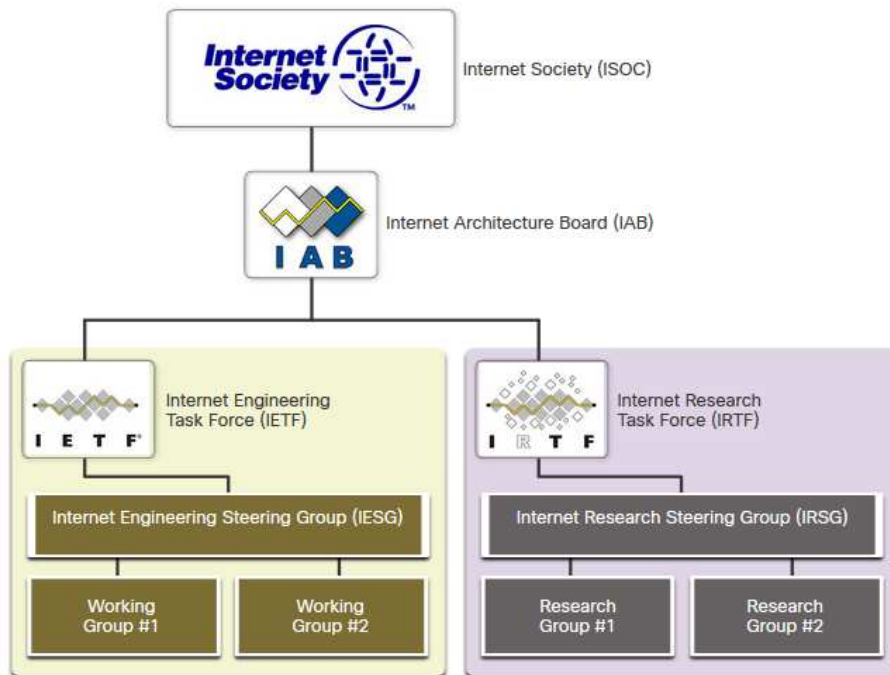 Internet
Society
TM
Internet Society (ISOC)
IAB
Internet Architecture Board (IAB)
IETF®
Internet Engineering
Task Force (IETF)
IRTF
Internet Research
Task Force (IRTF)
Internet Engineering Steering Group (IESG)
Internet Research Steering Group (IRSG)
Working
Group #1
Working
Group #2
Research
Group #1
Research
Group #2